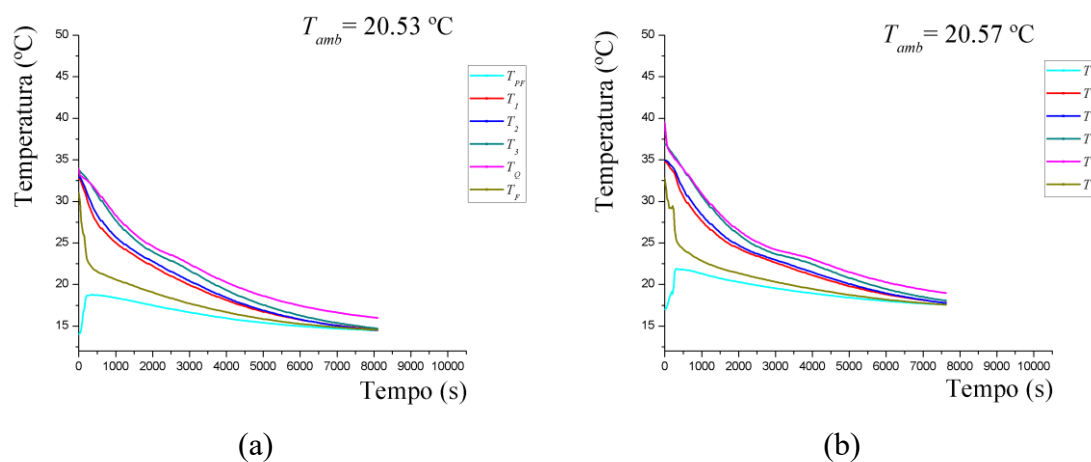 T_amb= 20.53 ºC
Temperatura (ºC)
50
45
40
35
30
25
20
15
T_PF
T_1
T_2
T_3
T_Q
T_F
0 1000 2000 3000 4000 5000 6000 7000 8000 9000 10000
Tempo (s)
(a)
T_amb= 20.57 ºC
Temperatura (ºC)
50
45
40
35
30
25
20
15
T
T
T
T
T
T
0 1000 2000 3000 4000 5000 6000 7000 8000 9000 10000
Tempo (s)
(b)